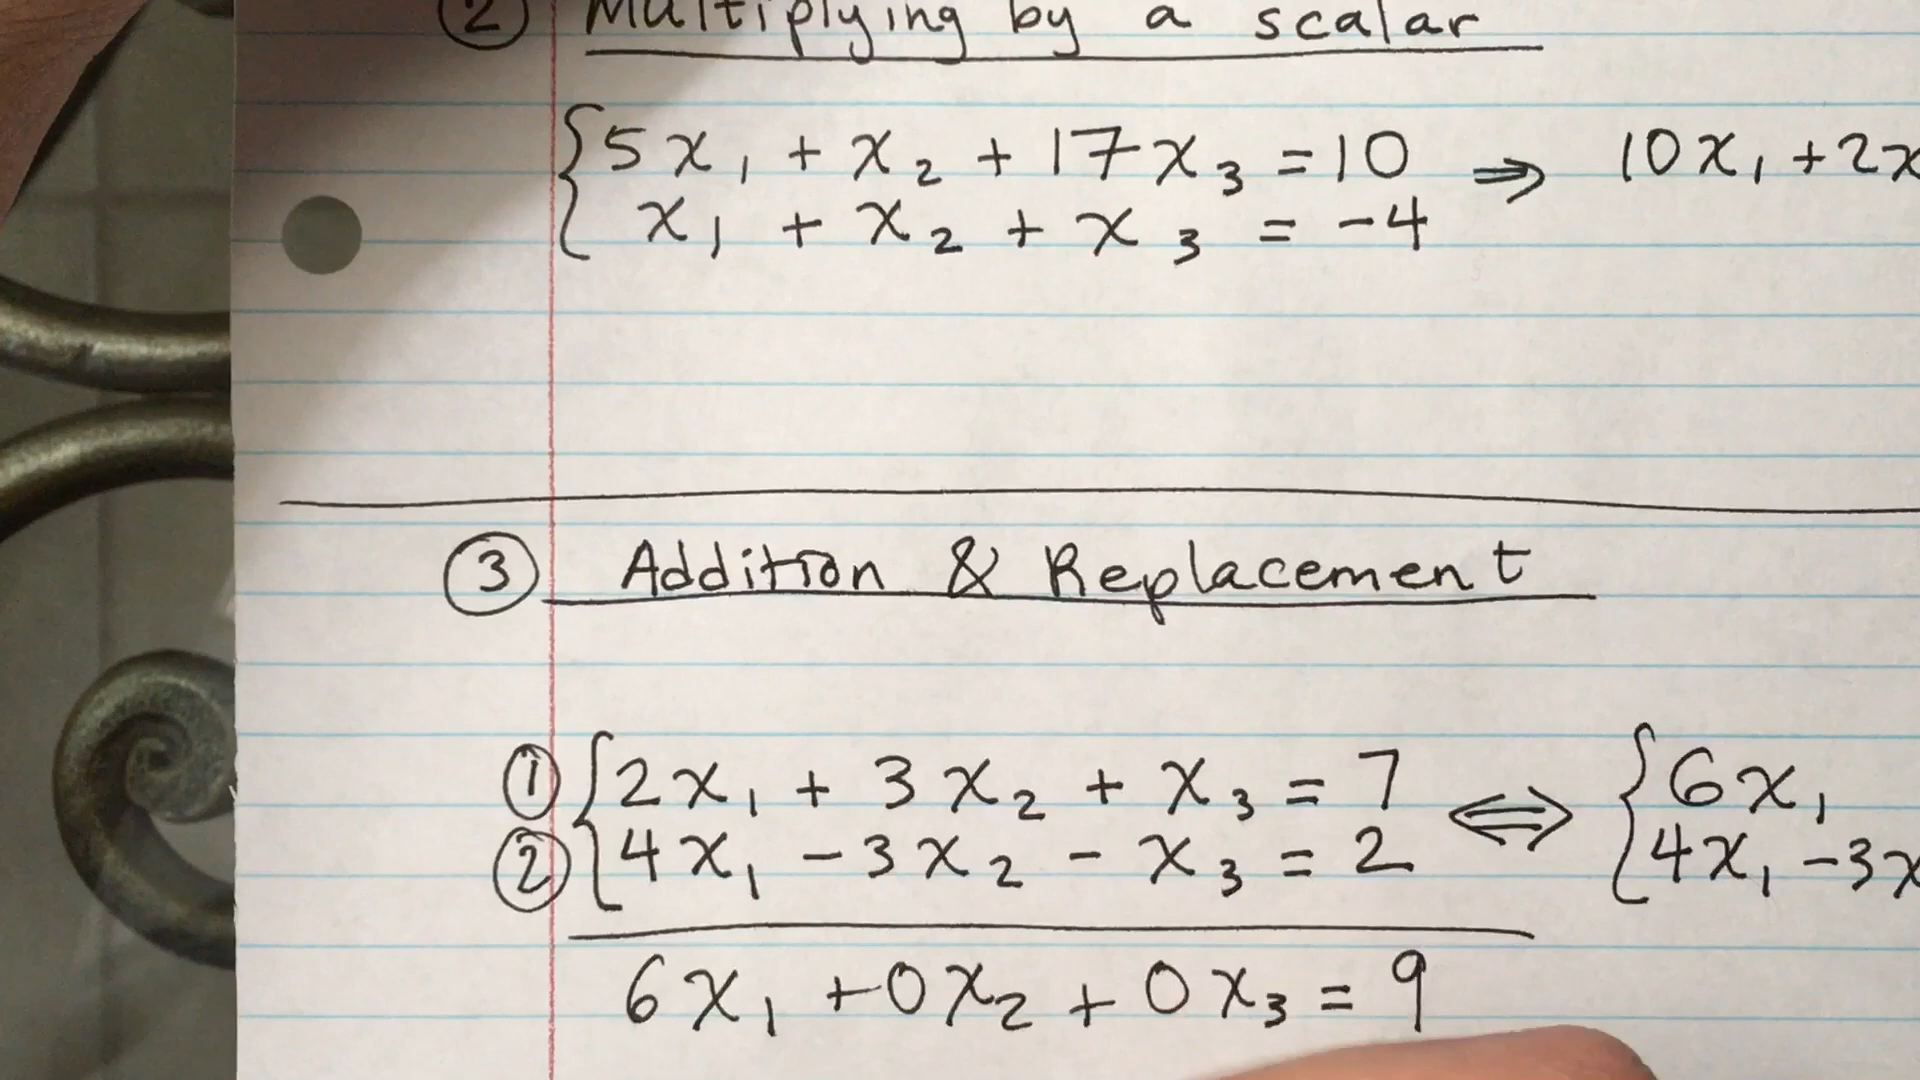 ② Multiplying by a scalar
5x₁ + x₂ + 17x₃ = 10 ⇒ 10x₁ + 2x
x₁ + x₂ + x₃ = -4
③ Addition & Replacement
① 2x₁ + 3x₂ + x₃ = 7 ⇔ { 6x₁
② 4x₁ - 3x₂ - x₃ = 2 4x₁ - 3x
6x₁ + 0x₂ + 0x₃ = 9